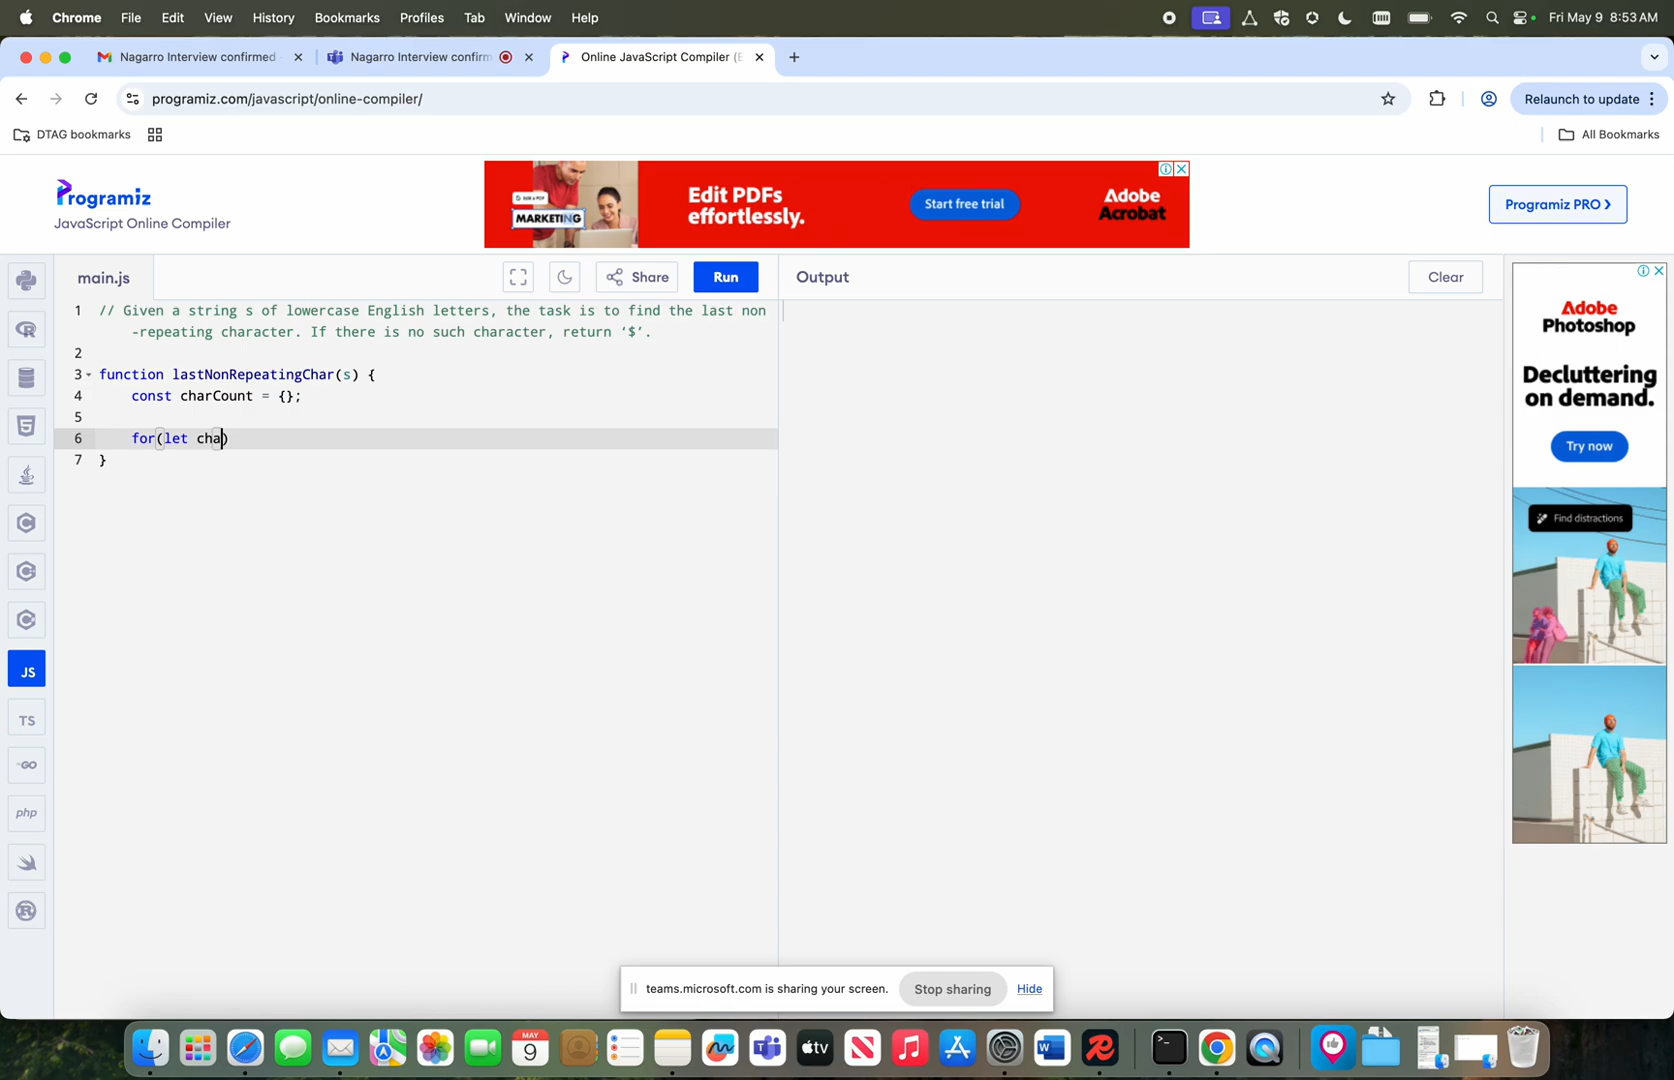 Chrome File Edit View History Bookmarks Profiles Tab Window Help Fri May 9 8:53 AM
Nagarro Interview confirmed Nagarro Interview confirm Online JavaScript Compiler (E
programiz.com/javascript/online-compiler/ Relaunch to update
DTAG bookmarks All Bookmarks
Programiz
JavaScript Online Compiler
MARKETING
Edit PDFs
effortlessly.
Start free trial
Adobe
Acrobat
Programiz PRO
main.js Share Run Output Clear
1 // Given a string s of lowercase English letters, the task is to find the last non
-repeating character. If there is no such character, return ‘$’.
2
3 function lastNonRepeatingChar(s) {
4 const charCount = {};
5
6 for(let cha)
7 }
JS
TS
GO
php
Adobe
Photoshop
Decluttering
on demand.
Try now
Find distractions
teams.microsoft.com is sharing your screen. Stop sharing Hide
MAY
9
tv